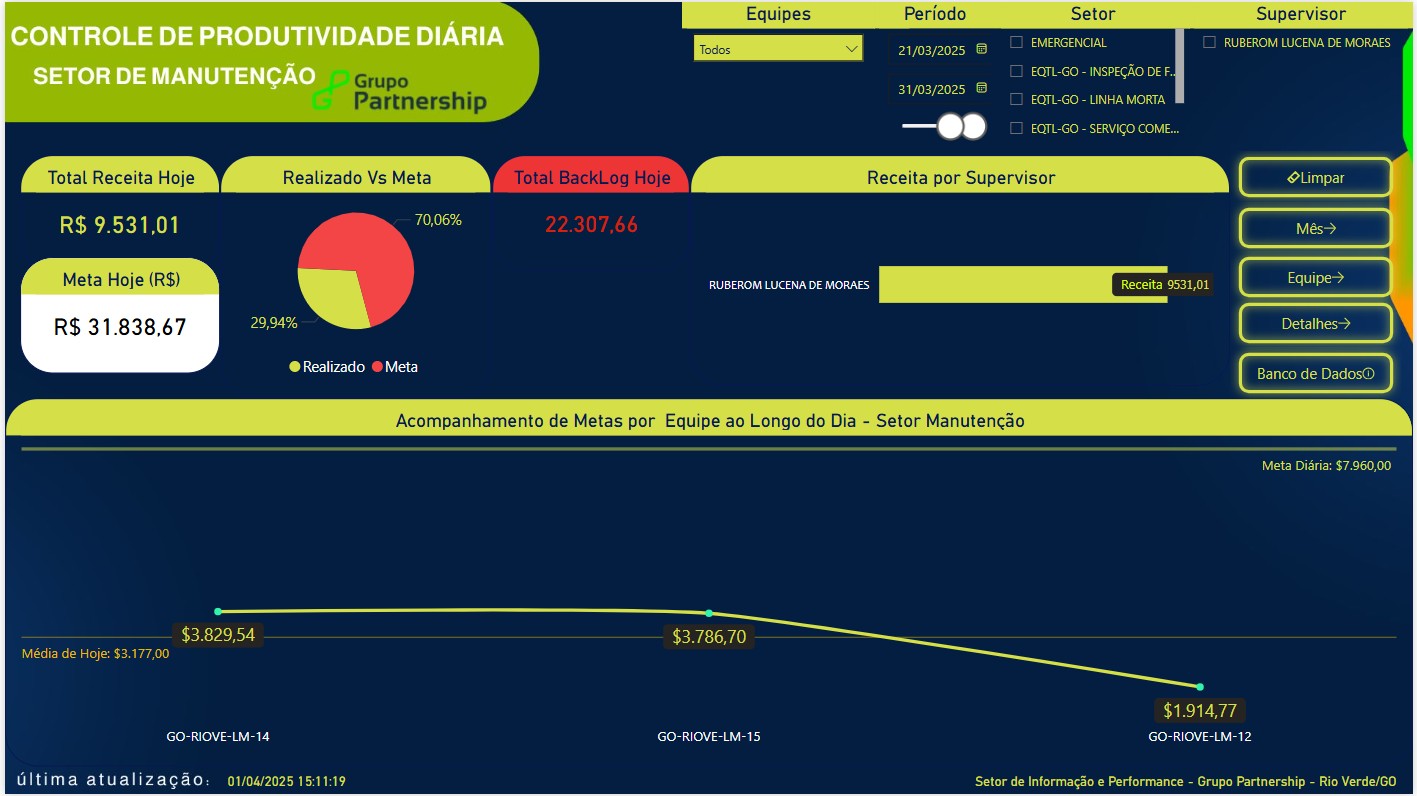 CONTROLE DE PRODUTIVIDADE DIÁRIA
SETOR DE MANUTENÇÃO
Grupo
Partnership
Equipes
Todos
Período
21/03/2025
31/03/2025
Setor
EMERGENCIAL
EQTL-GO - INSPEÇÃO DE F...
EQTL-GO - LINHA MORTA
EQTL-GO - SERVIÇO COME...
Supervisor
RUBEROM LUCENA DE MORAES
Total Receita Hoje
R$ 9.531,01
Meta Hoje (R$)
R$ 31.838,67
Realizado Vs Meta
70,06%
29,94%
Realizado Meta
Total BackLog Hoje
22.307,66
Receita por Supervisor
RUBEROM LUCENA DE MORAES
Receita 9531,01
Limpar
Mês→
Equipe→
Detalhes→
Banco de Dados
Acompanhamento de Metas por Equipe ao Longo do Dia - Setor Manutenção
Meta Diária: $7.960,00
$3.829,54
$3.786,70
Média de Hoje: $3.177,00
$1.914,77
GO-RIOVE-LM-14
GO-RIOVE-LM-15
GO-RIOVE-LM-12
última atualização: 01/04/2025 15:11:19
Setor de Informação e Performance - Grupo Partnership - Rio Verde/GO